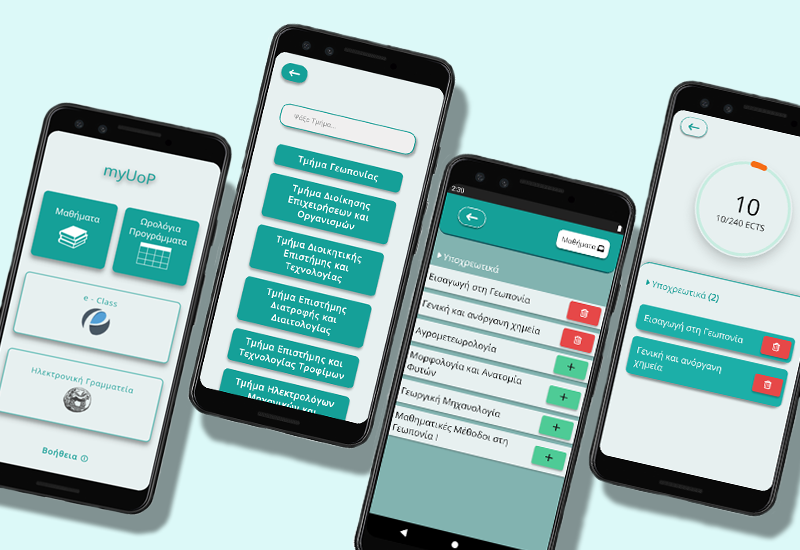 myUoP
Μαθήματα
Ωρολόγια
Προγράμματα
e - Class
Ηλεκτρονική Γραμματεία
Βοήθεια
Ψάξε Τμήμα...
Τμήμα Γεωπονίας
Τμήμα Διοίκησης
Επιχειρήσεων και
Οργανισμών
Τμήμα Διοικητικής
Επιστήμης και
Τεχνολογίας
Τμήμα Επιστήμης
Διατροφής και
Διαιτολογίας
Τμήμα Επιστήμης και
Τεχνολογίας Τροφίμων
Τμήμα Ηλεκτρολόγων
Μηχανικών και
2:30
Μαθήματα
Υποχρεωτικά
Εισαγωγή στη Γεωπονία
Γενική και ανόργανη χημεία
Αγρομετεωρολογία
Μορφολογία και Ανατομία
Φυτών
Γεωργική Μηχανολογία
Μαθηματικές Μέθοδοι στη
Γεωπονία Ι
10
10/240 ECTS
Υποχρεωτικά (2)
Εισαγωγή στη Γεωπονία
Γενική και ανόργανη
χημεία